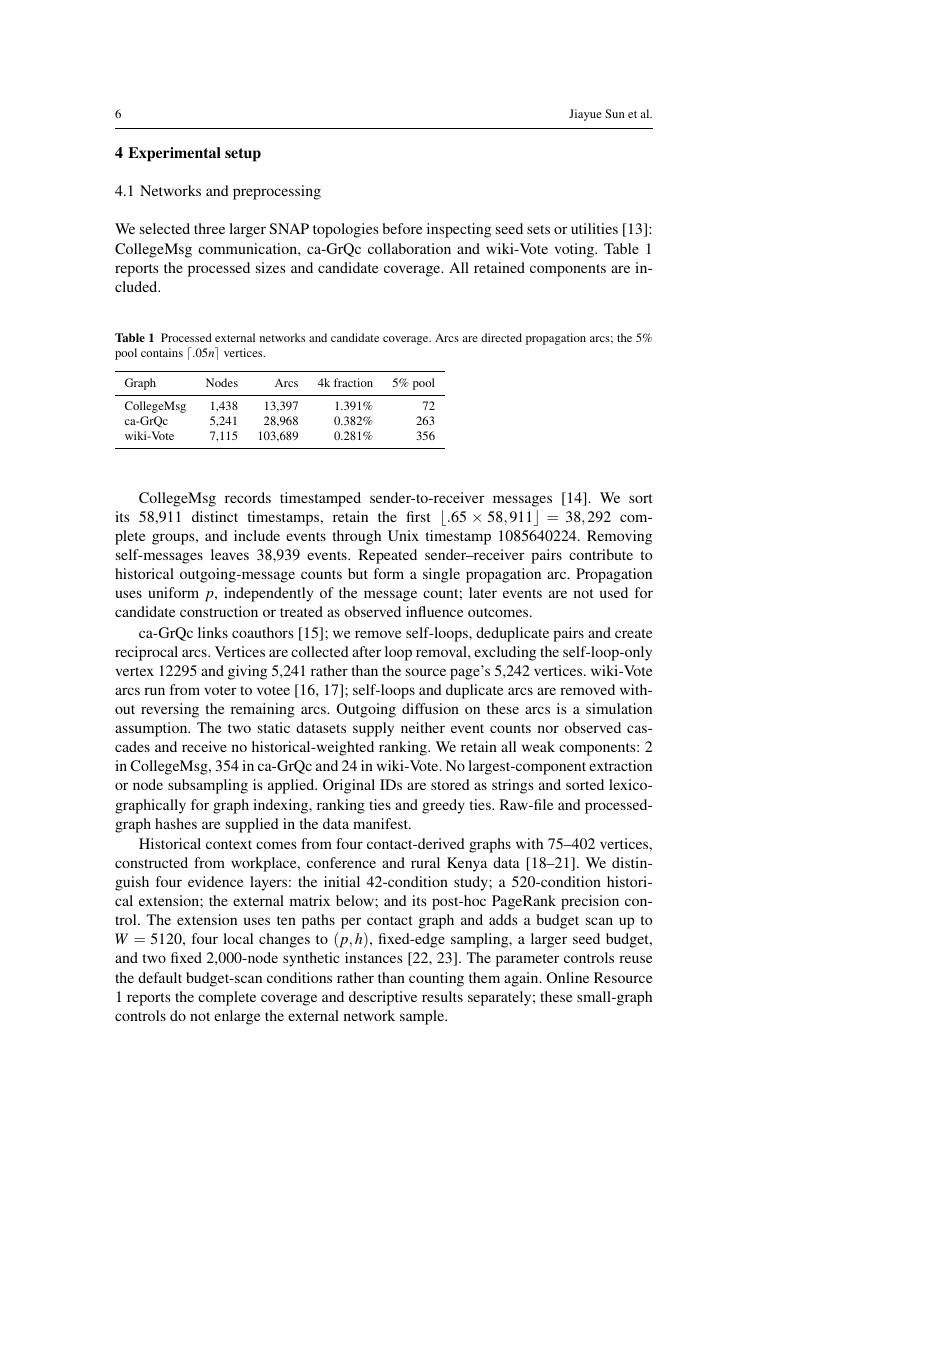 6 Jiayue Sun et al.
4 Experimental setup
4.1 Networks and preprocessing
We selected three larger SNAP topologies before inspecting seed sets or utilities [13]:
CollegeMsg communication, ca-GrQc collaboration and wiki-Vote voting. Table 1
reports the processed sizes and candidate coverage. All retained components are in-
cluded.
Table 1 Processed external networks and candidate coverage. Arcs are directed propagation arcs; the 5%
pool contains ⌈.05n⌉ vertices.
Graph Nodes Arcs 4k fraction 5% pool
CollegeMsg 1,438 13,397 1.391% 72
ca-GrQc 5,241 28,968 0.382% 263
wiki-Vote 7,115 103,689 0.281% 356
CollegeMsg records timestamped sender-to-receiver messages [14]. We sort
its 58,911 distinct timestamps, retain the first ⌊.65 × 58,911⌋ = 38,292 com-
plete groups, and include events through Unix timestamp 1085640224. Removing
self-messages leaves 38,939 events. Repeated sender–receiver pairs contribute to
historical outgoing-message counts but form a single propagation arc. Propagation
uses uniform p, independently of the message count; later events are not used for
candidate construction or treated as observed influence outcomes.
ca-GrQc links coauthors [15]; we remove self-loops, deduplicate pairs and create
reciprocal arcs. Vertices are collected after loop removal, excluding the self-loop-only
vertex 12295 and giving 5,241 rather than the source page's 5,242 vertices. wiki-Vote
arcs run from voter to votee [16, 17]; self-loops and duplicate arcs are removed with-
out reversing the remaining arcs. Outgoing diffusion on these arcs is a simulation
assumption. The two static datasets supply neither event counts nor observed cas-
cades and receive no historical-weighted ranking. We retain all weak components: 2
in CollegeMsg, 354 in ca-GrQc and 24 in wiki-Vote. No largest-component extraction
or node subsampling is applied. Original IDs are stored as strings and sorted lexico-
graphically for graph indexing, ranking ties and greedy ties. Raw-file and processed-
graph hashes are supplied in the data manifest.
Historical context comes from four contact-derived graphs with 75–402 vertices,
constructed from workplace, conference and rural Kenya data [18–21]. We distin-
guish four evidence layers: the initial 42-condition study; a 520-condition histori-
cal extension; the external matrix below; and its post-hoc PageRank precision con-
trol. The extension uses ten paths per contact graph and adds a budget scan up to
W = 5120, four local changes to (p,h), fixed-edge sampling, a larger seed budget,
and two fixed 2,000-node synthetic instances [22, 23]. The parameter controls reuse
the default budget-scan conditions rather than counting them again. Online Resource
1 reports the complete coverage and descriptive results separately; these small-graph
controls do not enlarge the external network sample.